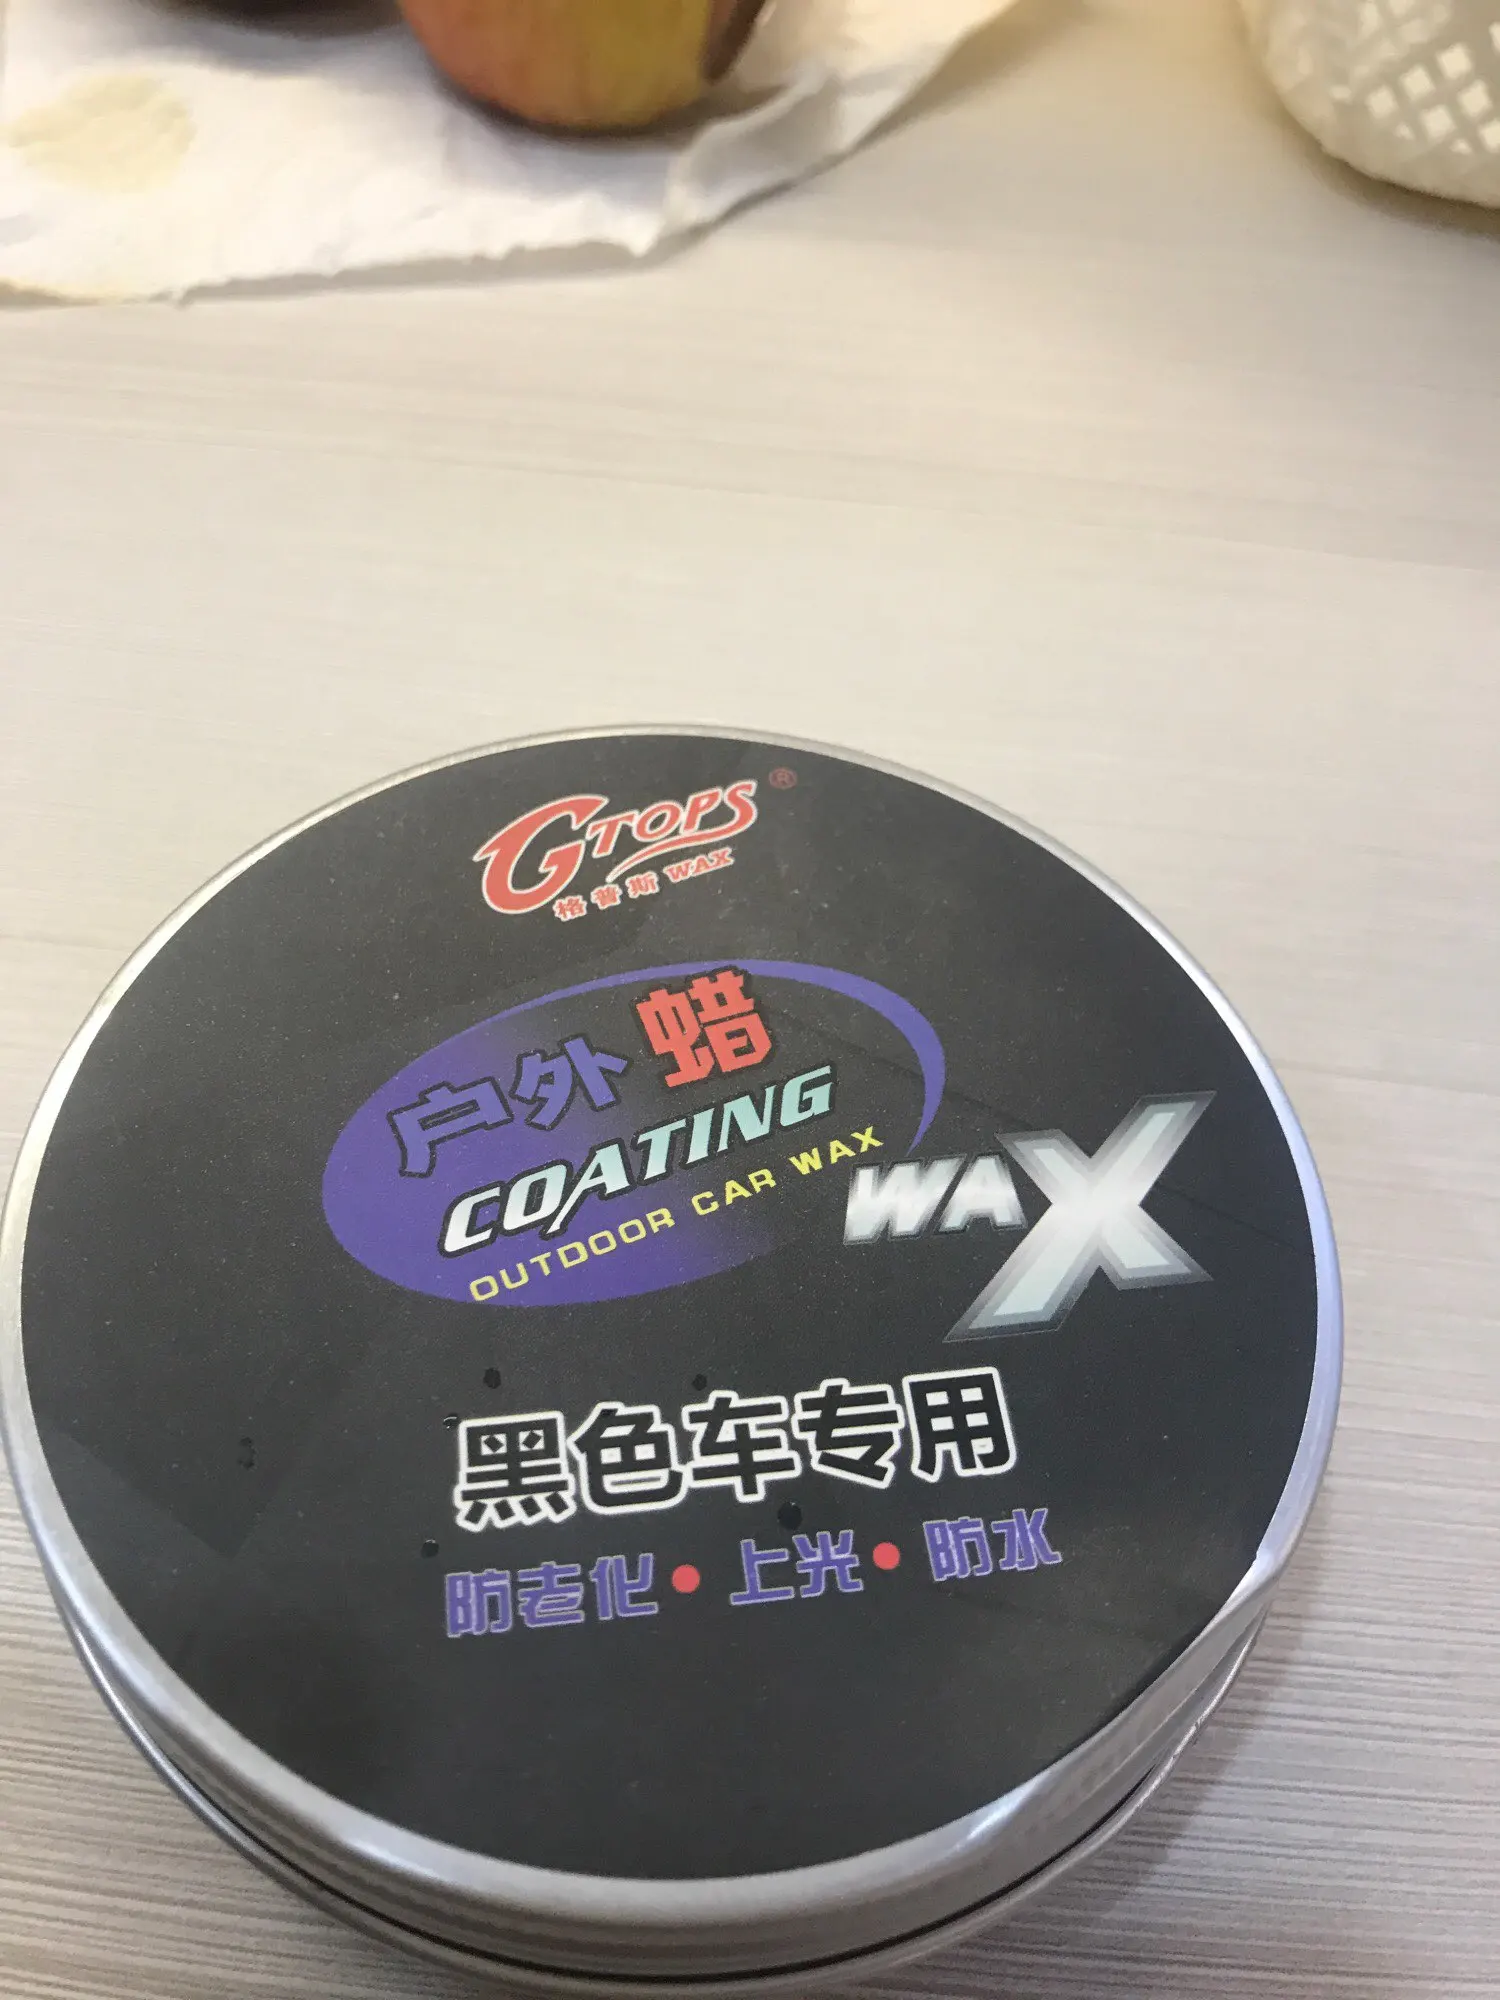 GTOPS®
格普斯 WAX
户外蜡
COATING
OUTDOOR CAR WAX
WAX
黑色车专用
防老化•上光•防水